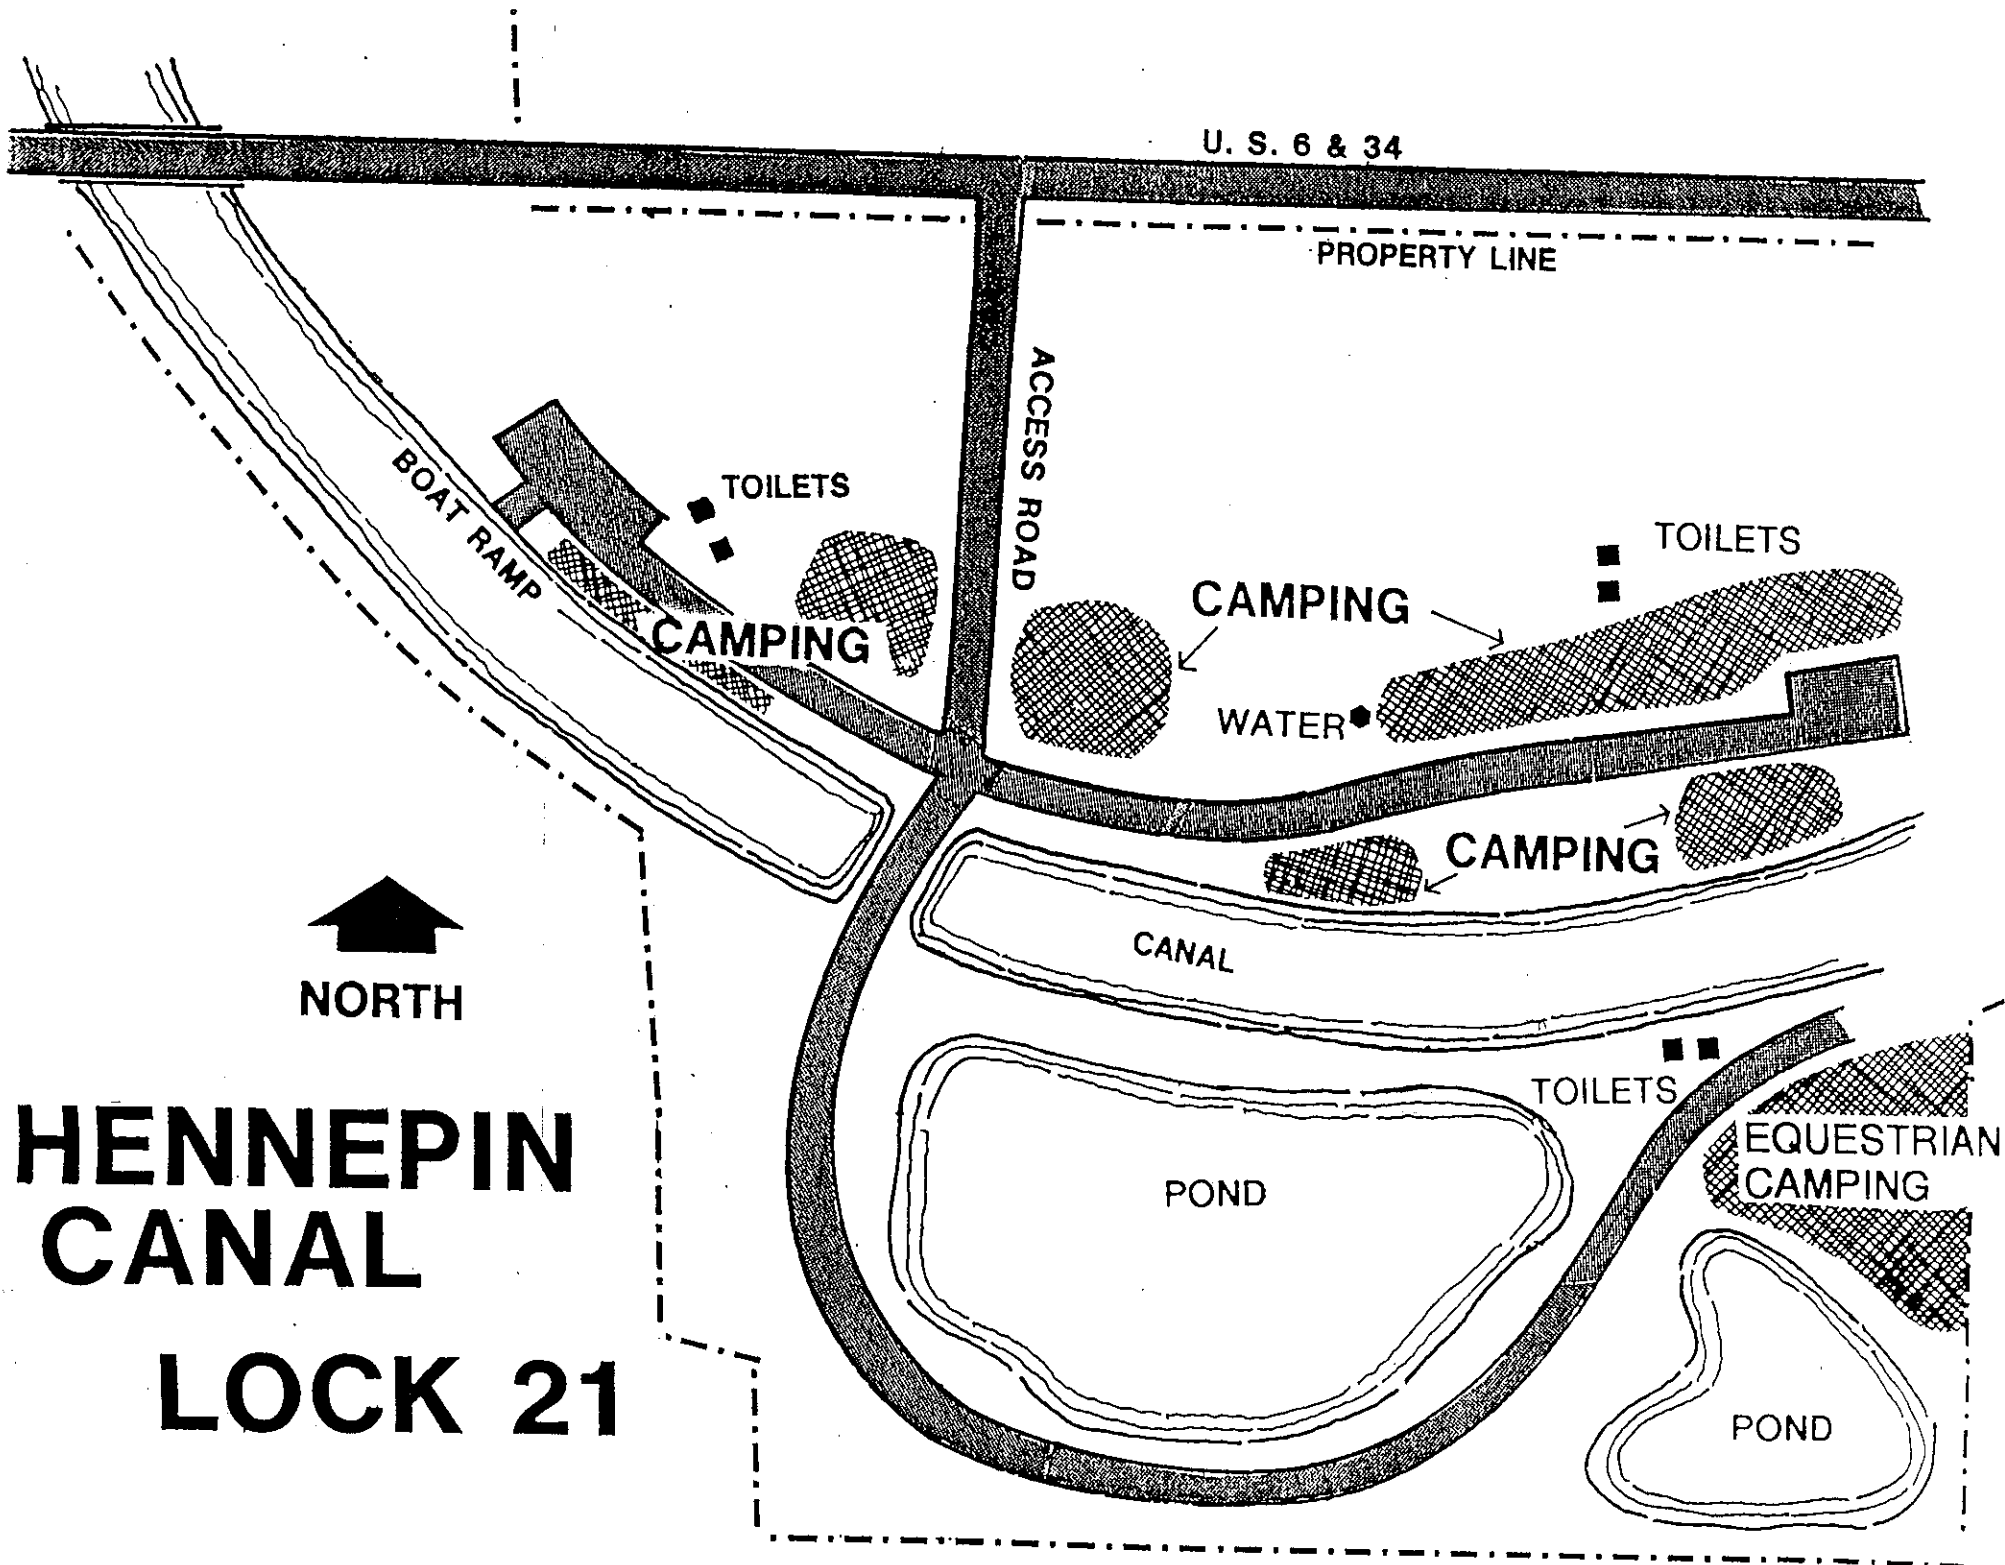 U. S. 6 & 34
PROPERTY LINE
ACCESS ROAD
BOAT RAMP
TOILETS
TOILETS
CAMPING
CAMPING
WATER
CAMPING
CANAL
NORTH
TOILETS
EQUESTRIAN
CAMPING
POND
POND
HENNEPIN
CANAL
LOCK 21